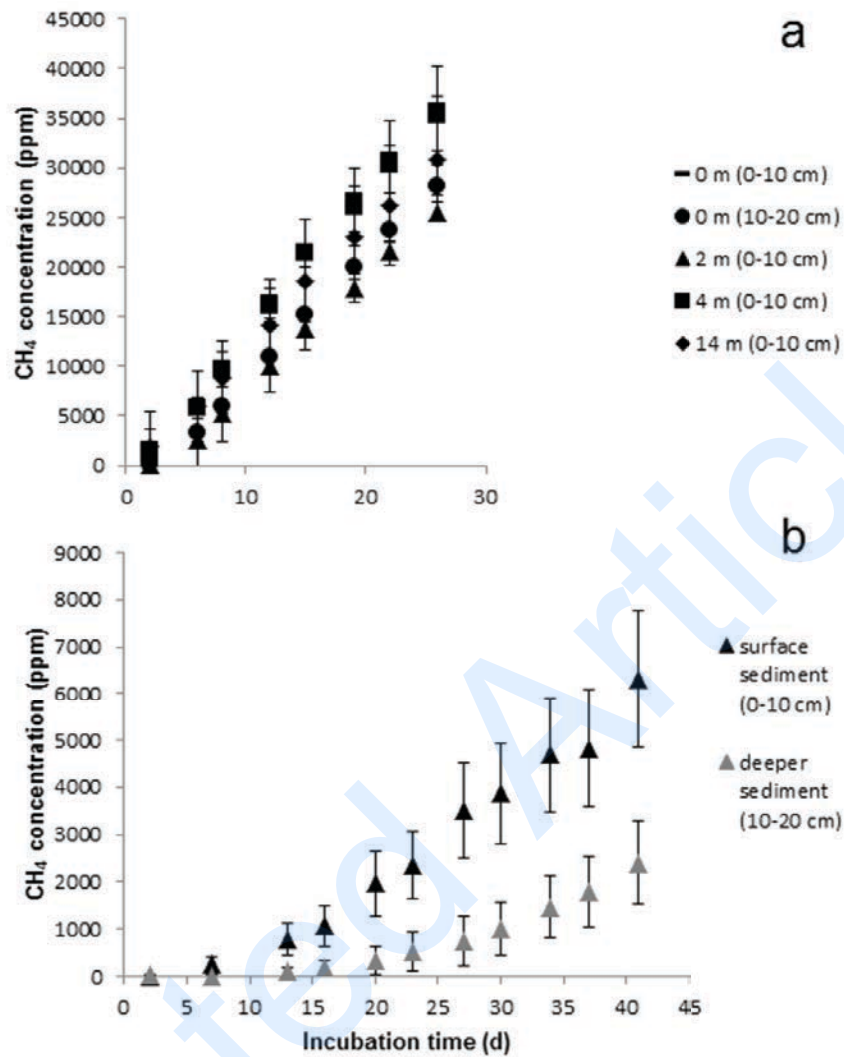 a
45000
40000
35000
30000
25000
20000
15000
10000
5000
0
CH₄ concentration (ppm)
0 10 20 30
0 m (0-10 cm)
0 m (10-20 cm)
2 m (0-10 cm)
4 m (0-10 cm)
14 m (0-10 cm)
b
9000
8000
7000
6000
5000
4000
3000
2000
1000
0
CH₄ concentration (ppm)
0 5 10 15 20 25 30 35 40 45
Incubation time (d)
surface
sediment
(0-10 cm)
deeper
sediment
(10-20 cm)
ted Articl